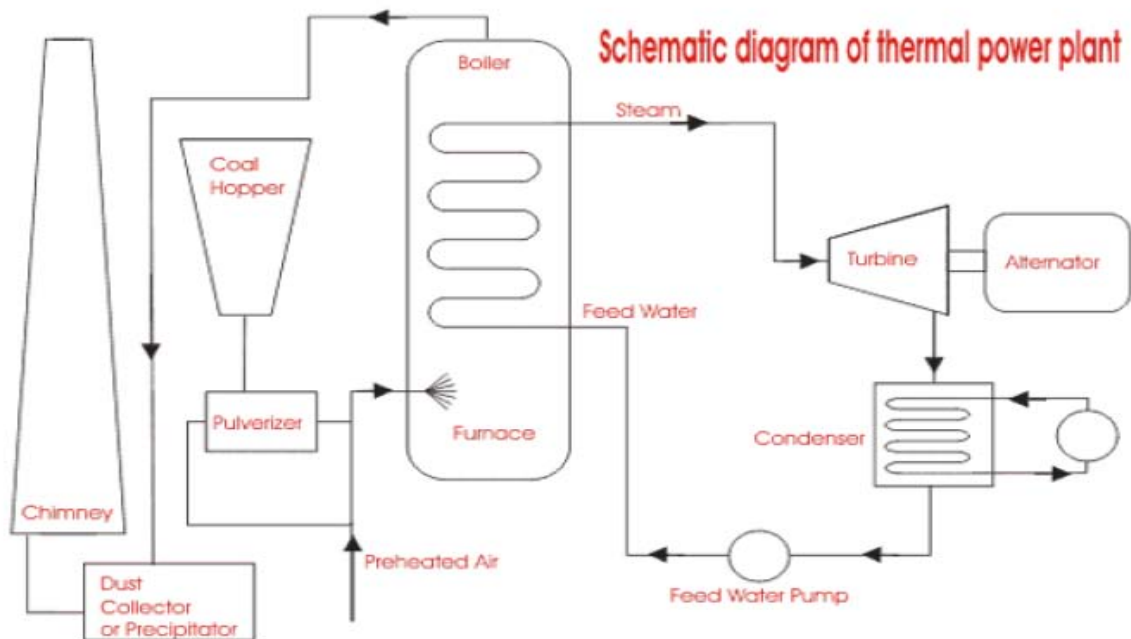 Schematic diagram of thermal power plant
Boiler
Steam
Coal
Hopper
Turbine
Alternator
Feed Water
Pulverizer
Furnace
Condenser
Chimney
Preheated Air
Dust
Collector
or Precipitator
Feed Water Pump